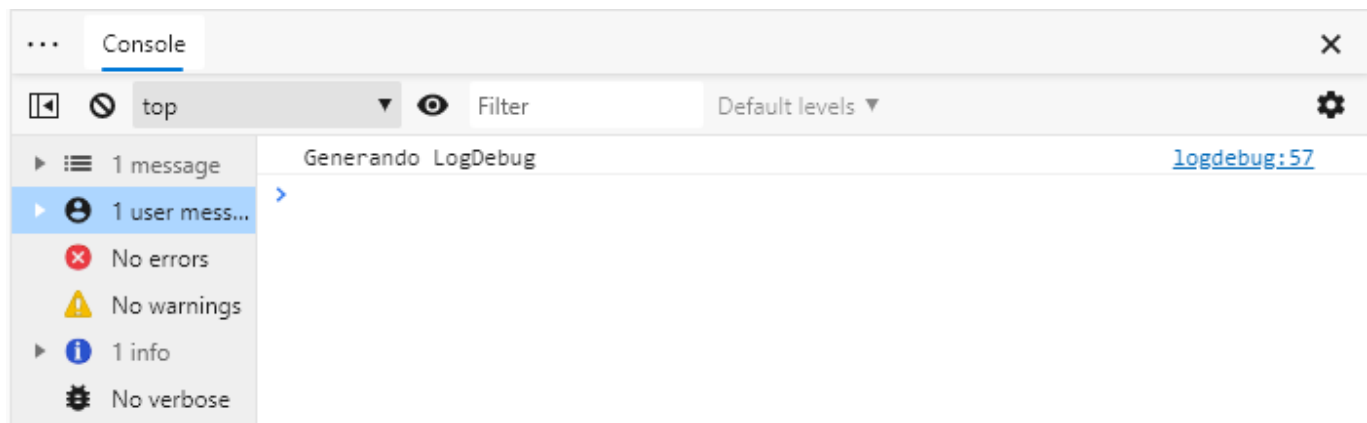 ··· Console
top Filter Default levels
1 message
Generando LogDebug logdebug:57
1 user mess...
No errors
No warnings
1 info
No verbose